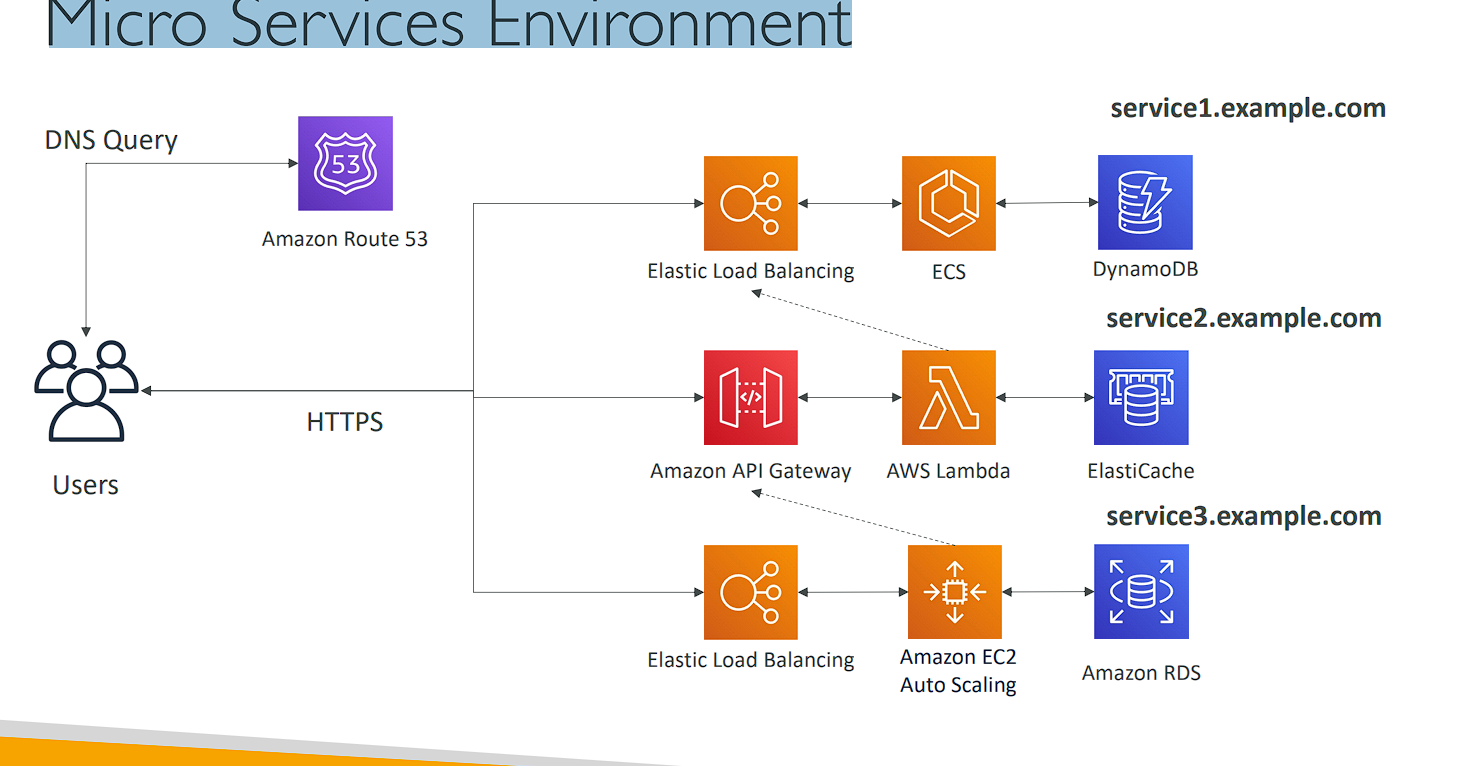 Micro Services Environment
DNS Query
53
Amazon Route 53
Users
HTTPS
service1.example.com
Elastic Load Balancing
ECS
DynamoDB
service2.example.com
</>
Amazon API Gateway
AWS Lambda
ElastiCache
service3.example.com
Elastic Load Balancing
Amazon EC2
Auto Scaling
Amazon RDS